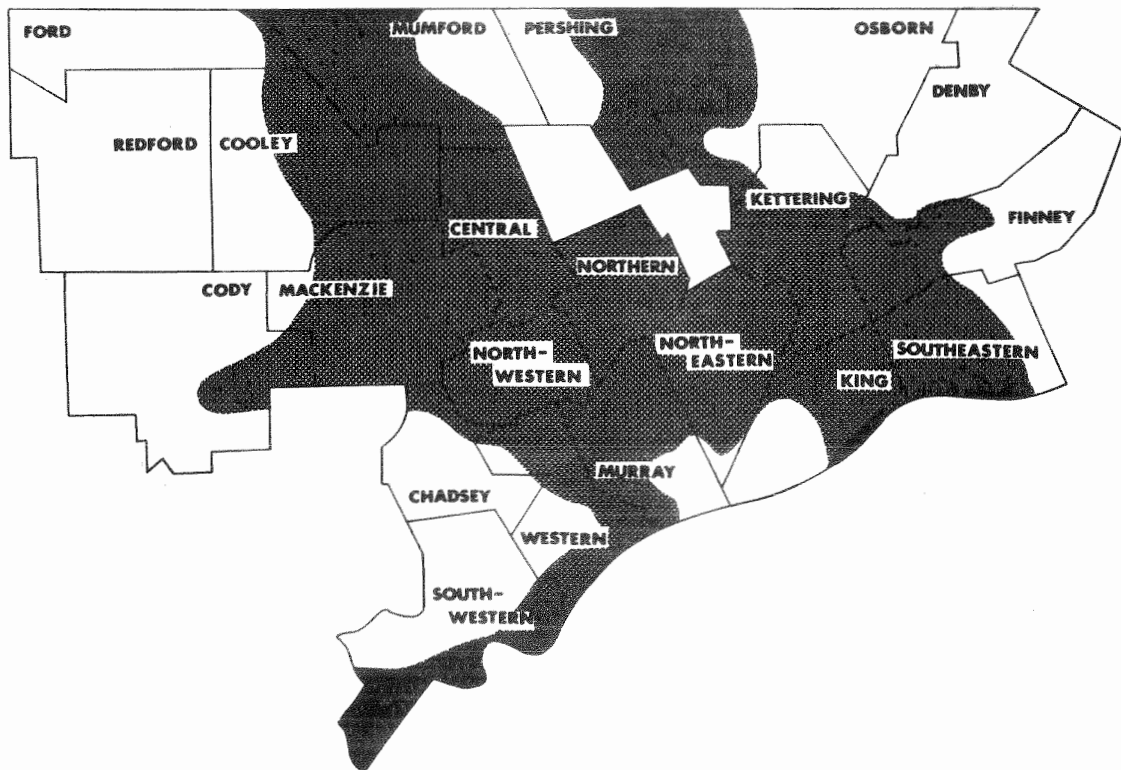 FORD
MUMFORD
PERSHING
OSBORN
DENBY
REDFORD
COOLEY
KETTERING
FINNEY
CENTRAL
NORTHERN
CODY
MACKENZIE
NORTH-
WESTERN
NORTH-
EASTERN
SOUTHEASTERN
KING
MURRAY
CHADSEY
WESTERN
SOUTH-
WESTERN